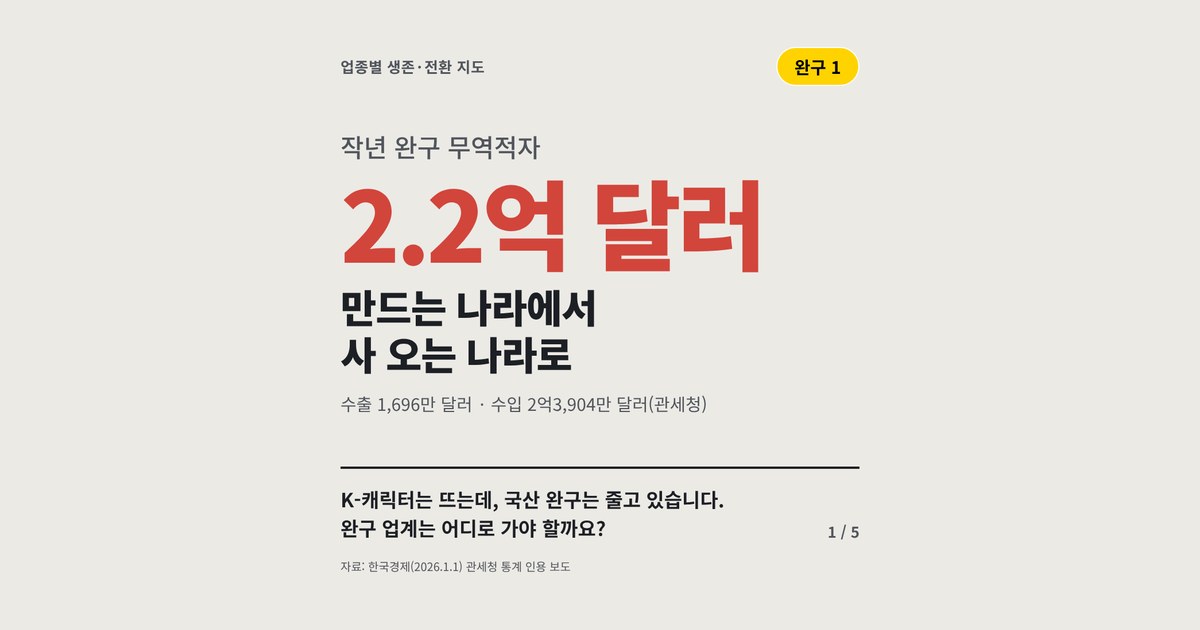 업종별 생존·전환 지도
완구 1
작년 완구 무역적자
2.2억 달러
만드는 나라에서
사 오는 나라로
수출 1,696만 달러 · 수입 2억3,904만 달러(관세청)
K-캐릭터는 뜨는데, 국산 완구는 줄고 있습니다.
완구 업계는 어디로 가야 할까요?
1 / 5
자료: 한국경제(2026.1.1) 관세청 통계 인용 보도